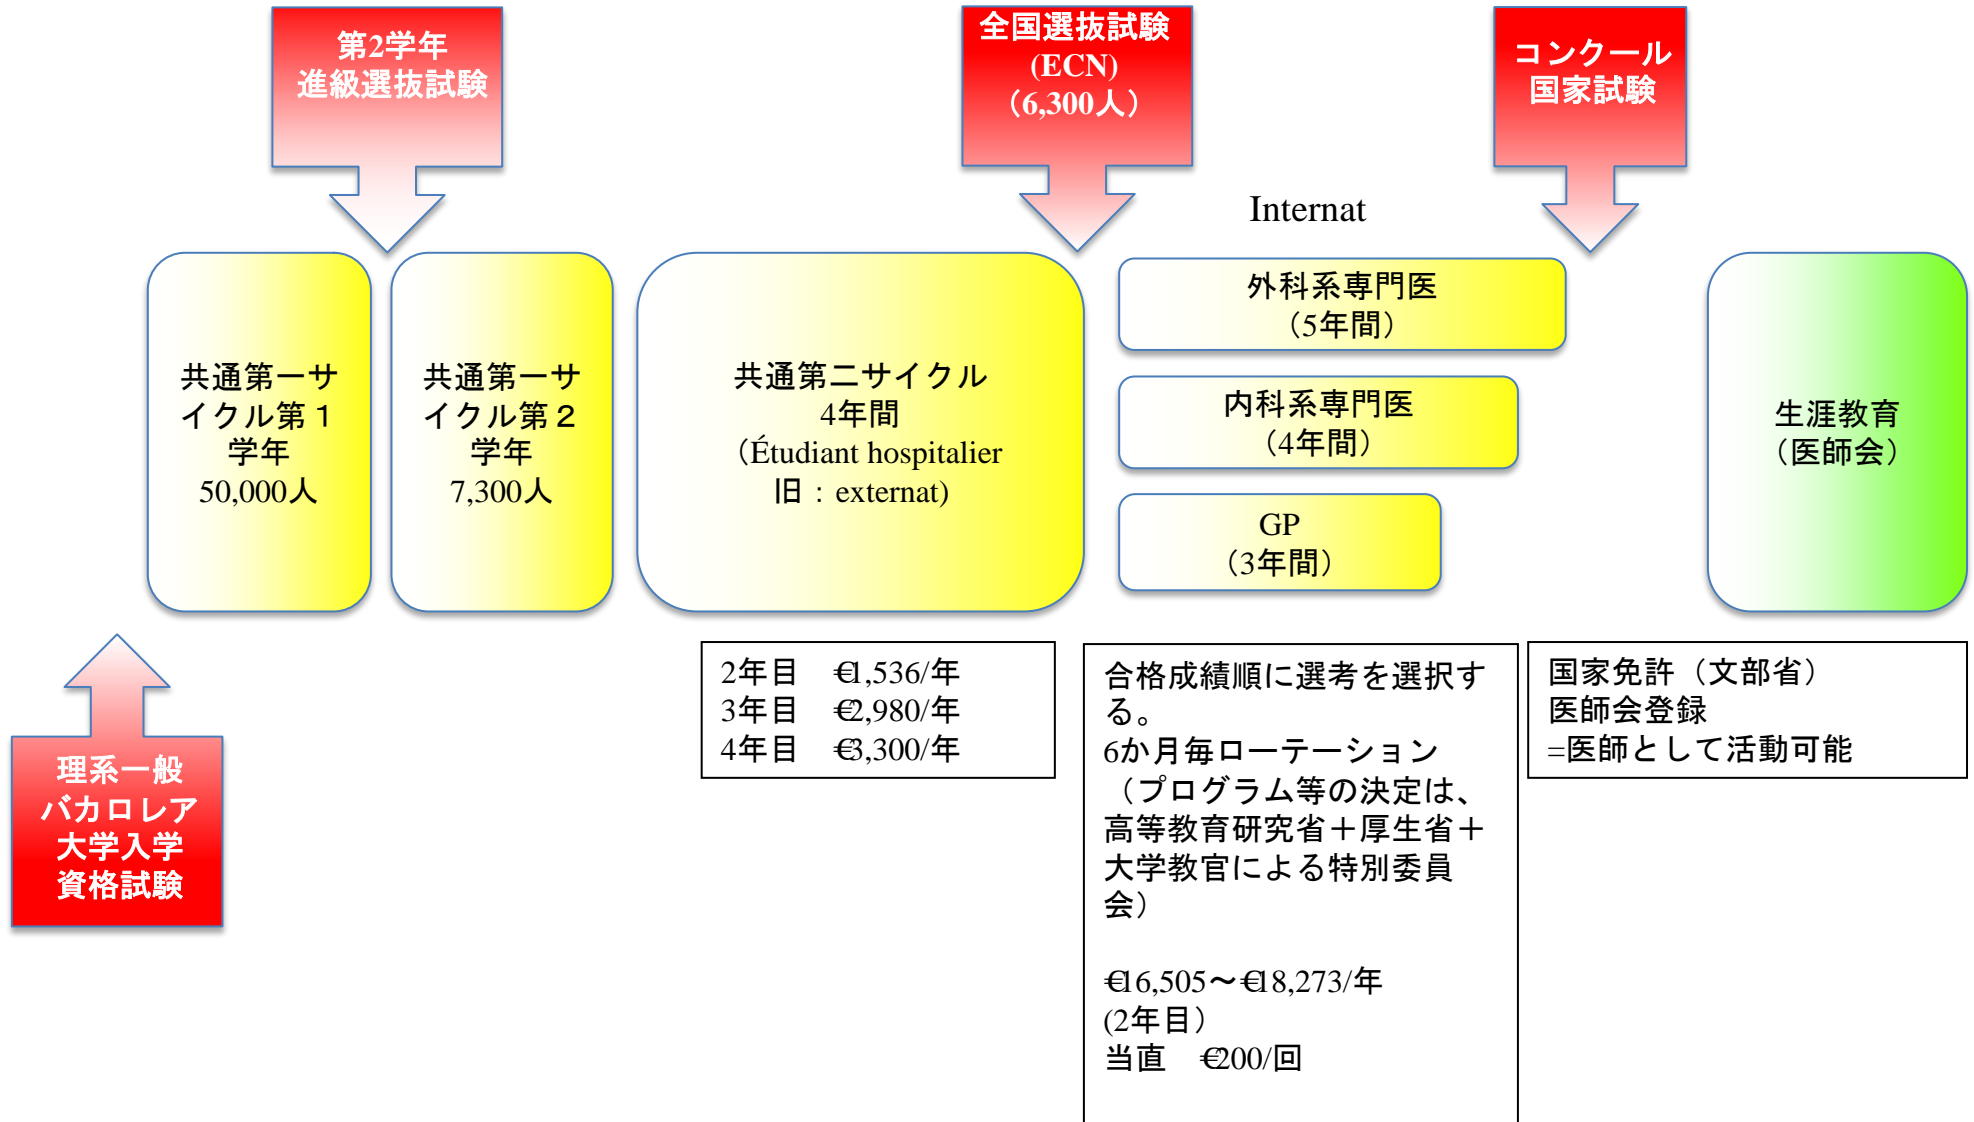 第2学年
進級選抜試験
全国選抜試験
(ECN)
（6,300人）
コンクール
国家試験
Internat
共通第一サ
イクル第１
学年
50,000人
共通第一サ
イクル第２
学年
7,300人
共通第二サイクル
4年間
（Étudiant hospitalier
旧：externat)
外科系専門医
（5年間）
内科系専門医
（4年間）
GP
（3年間）
生涯教育
（医師会）
理系一般
バカロレア
大学入学
資格試験
2年目　€1,536/年
3年目　€2,980/年
4年目　€3,300/年
合格成績順に選考を選択す
る。
6か月毎ローテーション
（プログラム等の決定は、
高等教育研究省＋厚生省＋
大学教官による特別委員
会）
€16,505～€18,273/年
(2年目）
当直　€200/回
国家免許（文部省）
医師会登録
=医師として活動可能